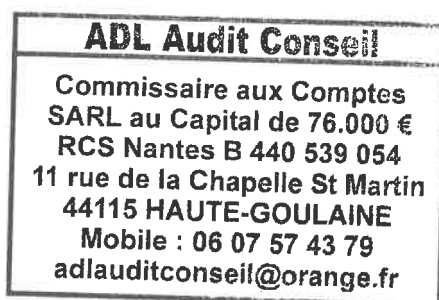 ADL Audit Conseil
Commissaire aux Comptes
SARL au Capital de 76.000 €
RCS Nantes B 440 539 054
11 rue de la Chapelle St Martin
44115 HAUTE-GOULAINE
Mobile : 06 07 57 43 79
adlauditconseil@orange.fr